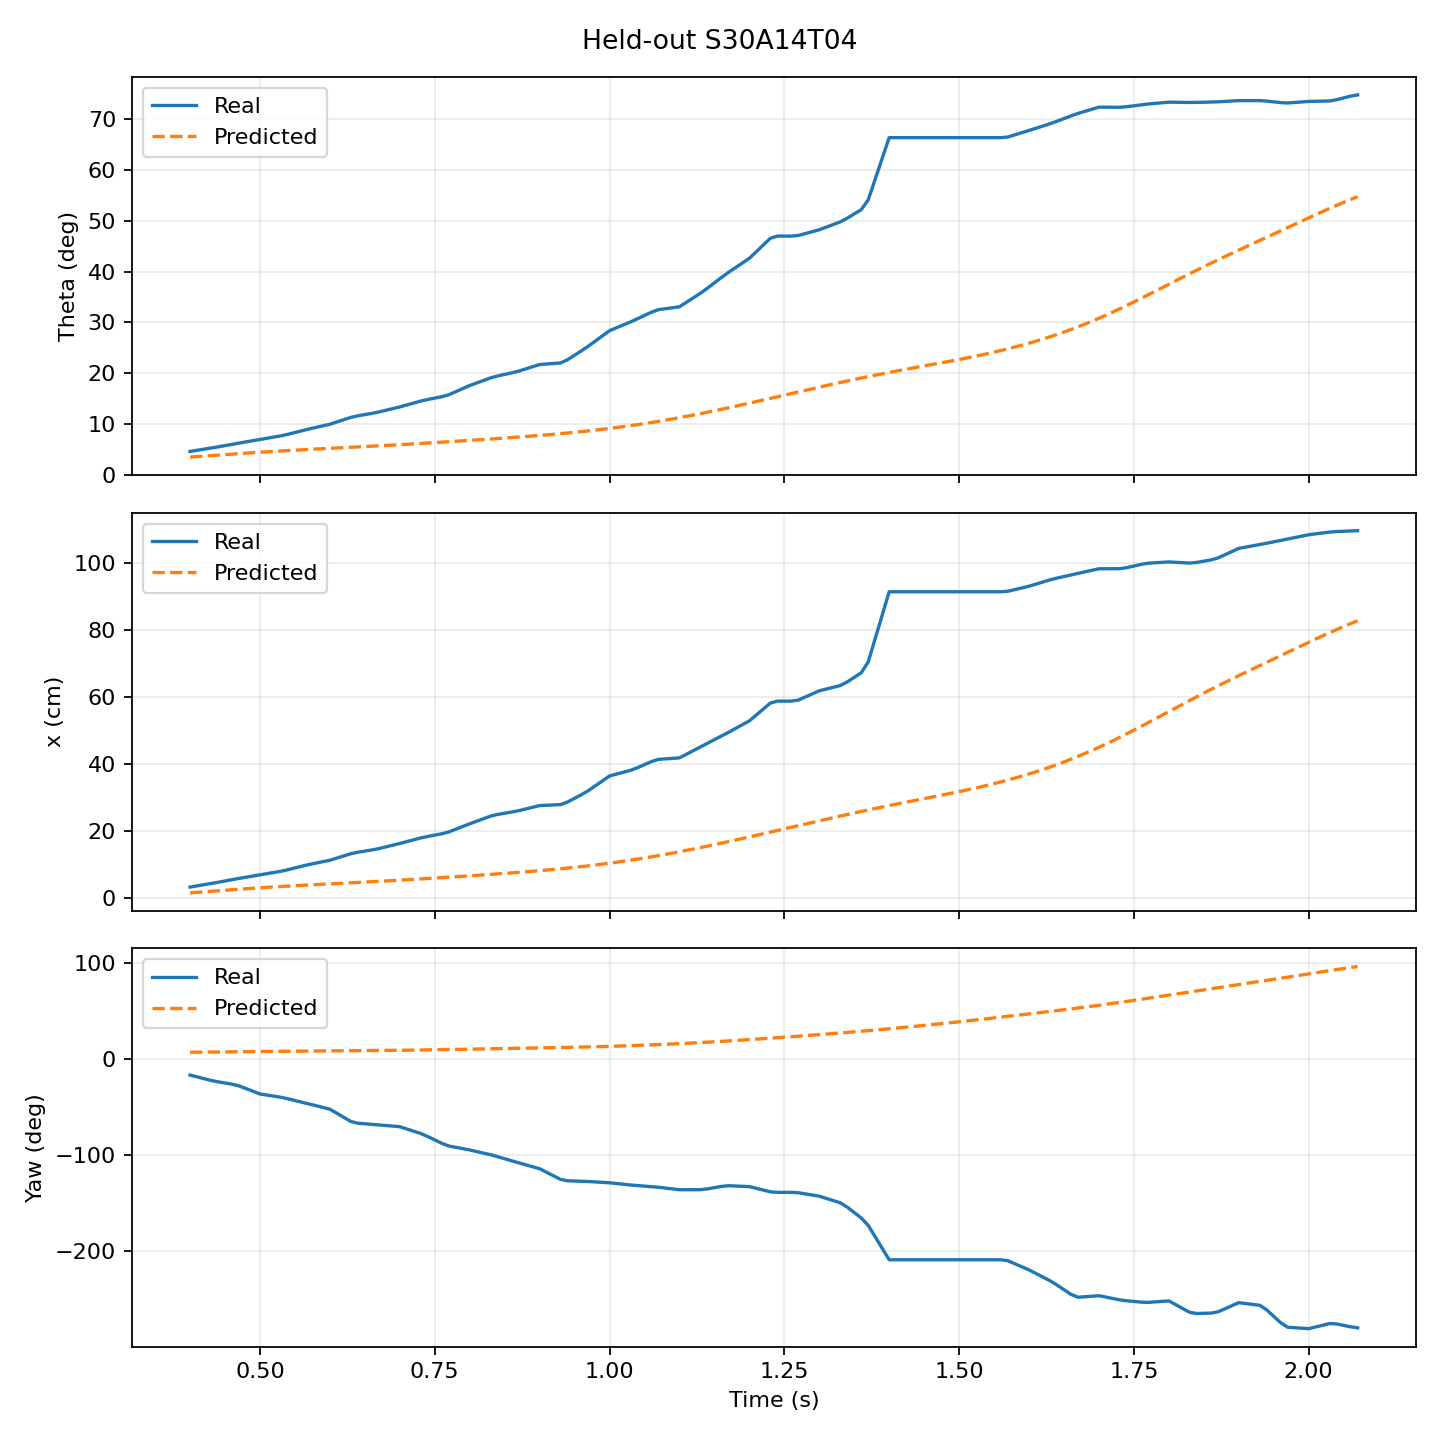 Held-out S30A14T04
Real
Predicted
Theta (deg)
70
60
50
40
30
20
10
0
Real
Predicted
x (cm)
100
80
60
40
20
0
Real
Predicted
Yaw (deg)
100
0
−100
−200
0.50 0.75 1.00 1.25 1.50 1.75 2.00
Time (s)